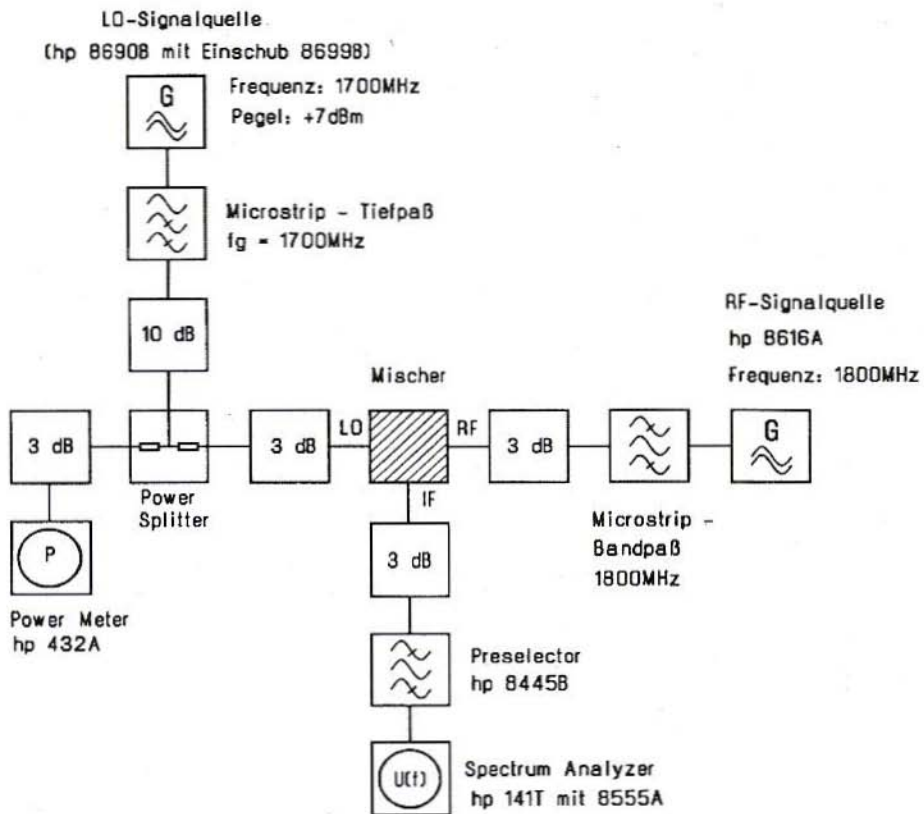 LO-Signalquelle
(hp 8690B mit Einschub 8699B)
G
Frequenz: 1700MHz
Pegel: +7dBm
Microstrip - Tiefpaß
fg = 1700MHz
10 dB
RF-Signalquelle
hp 8616A
Frequenz: 1800MHz
Mischer
3 dB
3 dB
LO
RF
3 dB
G
Power
Splitter
IF
P
3 dB
Microstrip -
Bandpaß
1800MHz
Power Meter
hp 432A
Preselector
hp 8445B
U(f)
Spectrum Analyzer
hp 141T mit 8555A